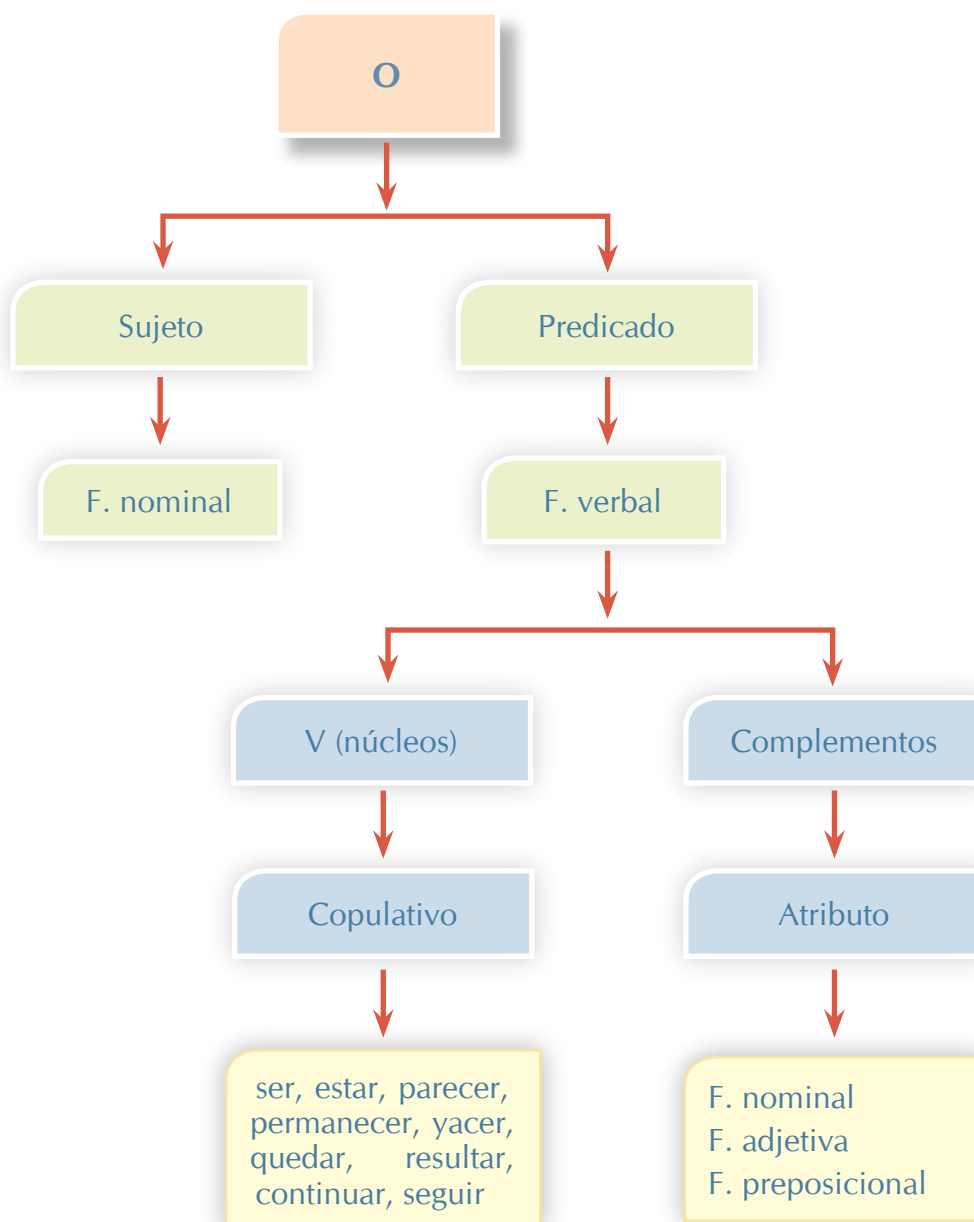 O
Sujeto
Predicado
F. nominal
F. verbal
V (núcleos)
Complementos
Copulativo
Atributo
ser, estar, parecer,
permanecer, yacer,
quedar, resultar,
continuar, seguir
F. nominal
F. adjetiva
F. preposicional